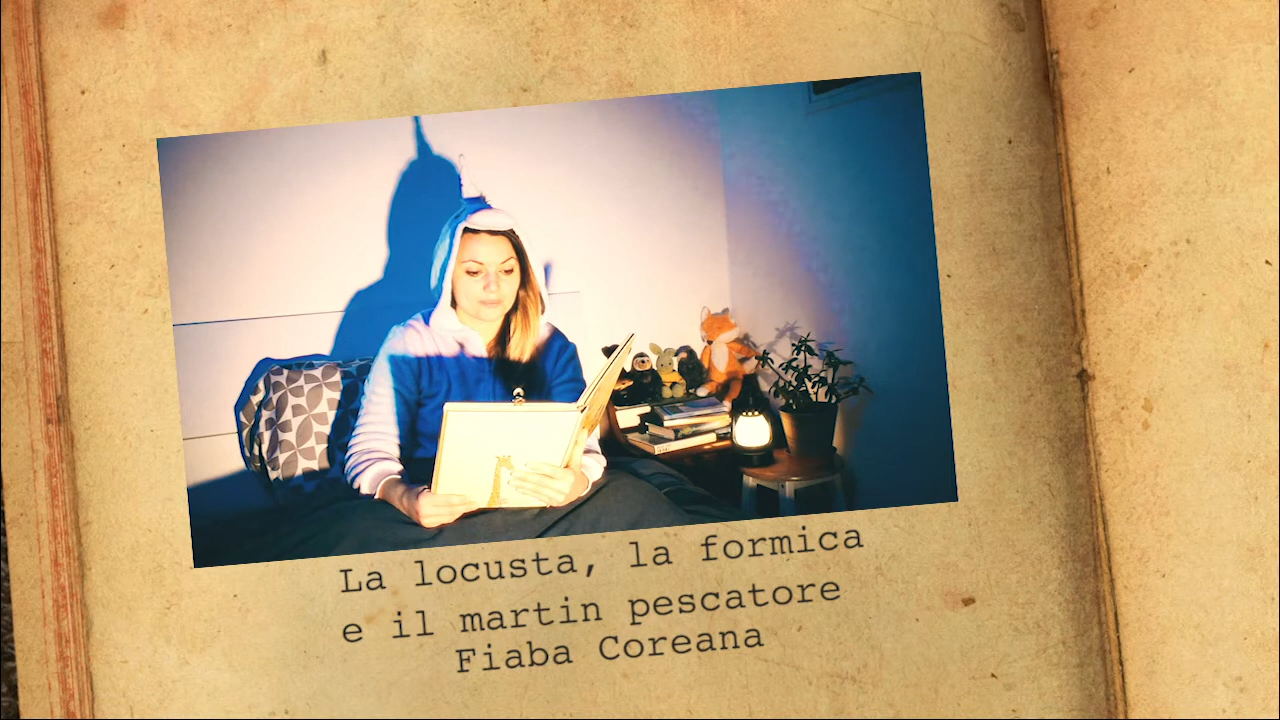 La locusta, la formica
e il martin pescatore
Fiaba Coreana